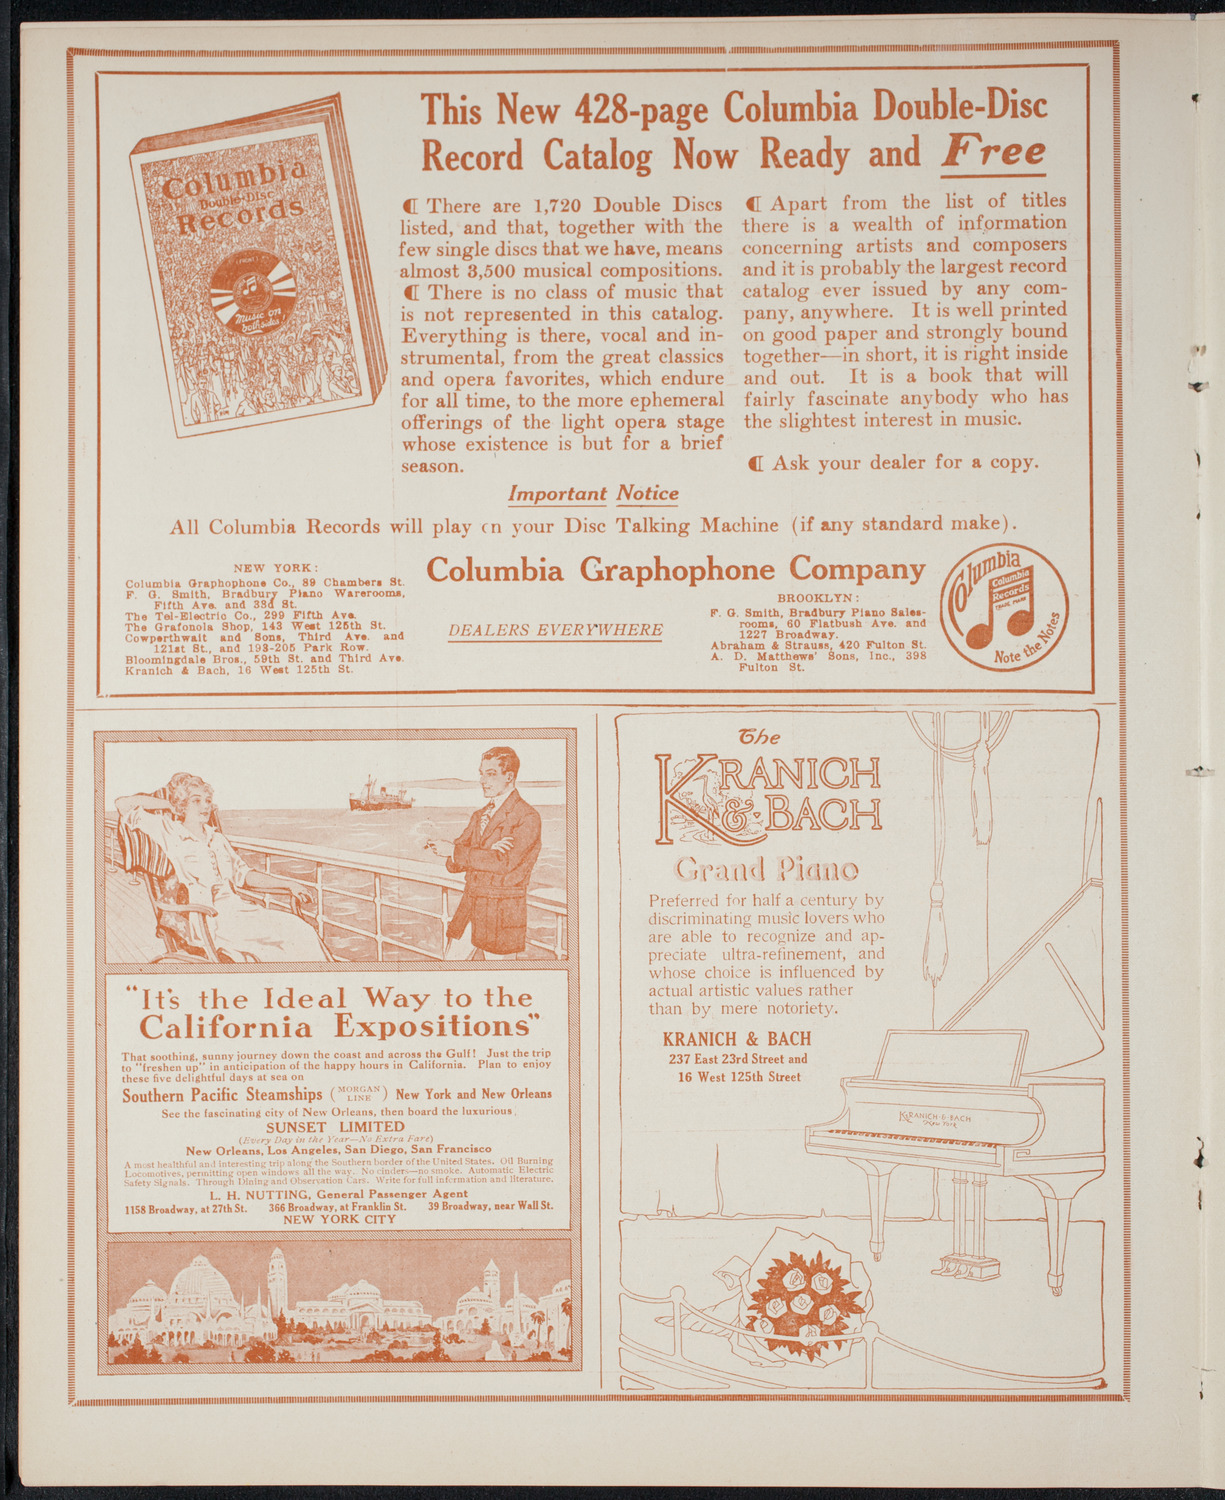 This New 428-page Columbia Double-Disc
Record Catalog Now Ready and Free
Columbia
Double-Disc
Records
Music on
both sides
¶ There are 1,720 Double Discs
listed, and that, together with the
few single discs that we have, means
almost 3,500 musical compositions.
¶ There is no class of music that
is not represented in this catalog.
Everything is there, vocal and in-
strumental, from the great classics
and opera favorites, which endure
for all time, to the more ephemeral
offerings of the light opera stage
whose existence is but for a brief
season.
¶ Apart from the list of titles
there is a wealth of information
concerning artists and composers
and it is probably the largest record
catalog ever issued by any com-
pany, anywhere. It is well printed
on good paper and strongly bound
together—in short, it is right inside
and out. It is a book that will
fairly fascinate anybody who has
the slightest interest in music.
¶ Ask your dealer for a copy.
Important Notice
All Columbia Records will play on your Disc Talking Machine (if any standard make).
NEW YORK:
Columbia Graphophone Co., 89 Chambers St.
F. G. Smith, Bradbury Piano Warerooms,
Fifth Ave. and 33d St.
The Tel-Electric Co., 299 Fifth Ave.
The Grafonola Shop, 143 West 125th St.
Cowperthwait and Sons, Third Ave. and
121st St., and 193-205 Park Row.
Bloomingdale Bros., 59th St. and Third Ave.
Kranich & Bach, 16 West 125th St.
Columbia Graphophone Company
DEALERS EVERYWHERE
BROOKLYN:
F. G. Smith, Bradbury Piano Sales-
rooms, 60 Flatbush Ave. and
1227 Broadway.
Abraham & Strauss, 420 Fulton St.
A. D. Matthews' Sons, Inc., 398
Fulton St.
Columbia
Columbia
Records
TRADE MARK
Note the Notes
"It's the Ideal Way to the
California Expositions"
That soothing, sunny journey down the coast and across the Gulf! Just the trip
to "freshen up" in anticipation of the happy hours in California. Plan to enjoy
these five delightful days at sea on
Southern Pacific Steamships (MORGAN LINE) New York and New Orleans
See the fascinating city of New Orleans, then board the luxurious
SUNSET LIMITED
(Every Day in the Year—No Extra Fare)
New Orleans, Los Angeles, San Diego, San Francisco
A most healthful and interesting trip along the Southern border of the United States. Oil Burning
Locomotives, permitting open windows all the way. No cinders—no smoke. Automatic Electric
Safety Signals. Through Dining and Observation Cars. Write for full information and literature.
L. H. NUTTING, General Passenger Agent
1158 Broadway, at 27th St. 366 Broadway, at Franklin St. 39 Broadway, near Wall St.
NEW YORK CITY
The
KRANICH
& BACH
Grand Piano
Preferred for half a century by
discriminating music lovers who
are able to recognize and ap-
preciate ultra-refinement, and
whose choice is influenced by
actual artistic values rather
than by mere notoriety.
KRANICH & BACH
237 East 23rd Street and
16 West 125th Street
KRANICH & BACH
New York